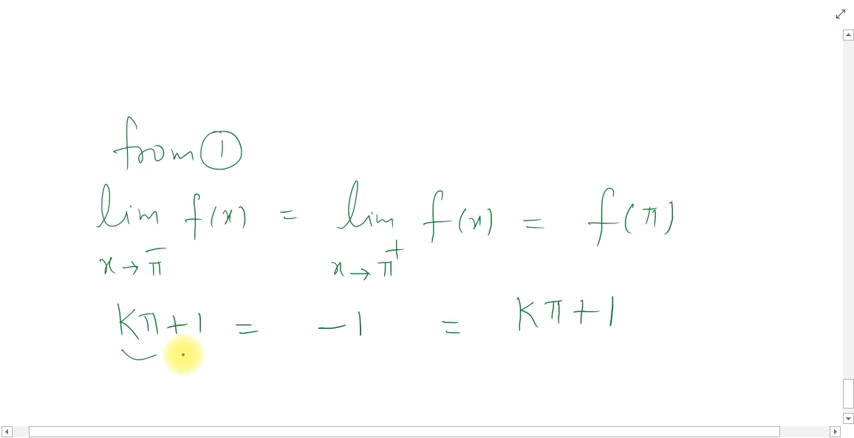 from ①
lim f(x) = lim f(x) = f(π)
x→π⁻ x→π⁺
Kπ+1 = -1 = Kπ+1